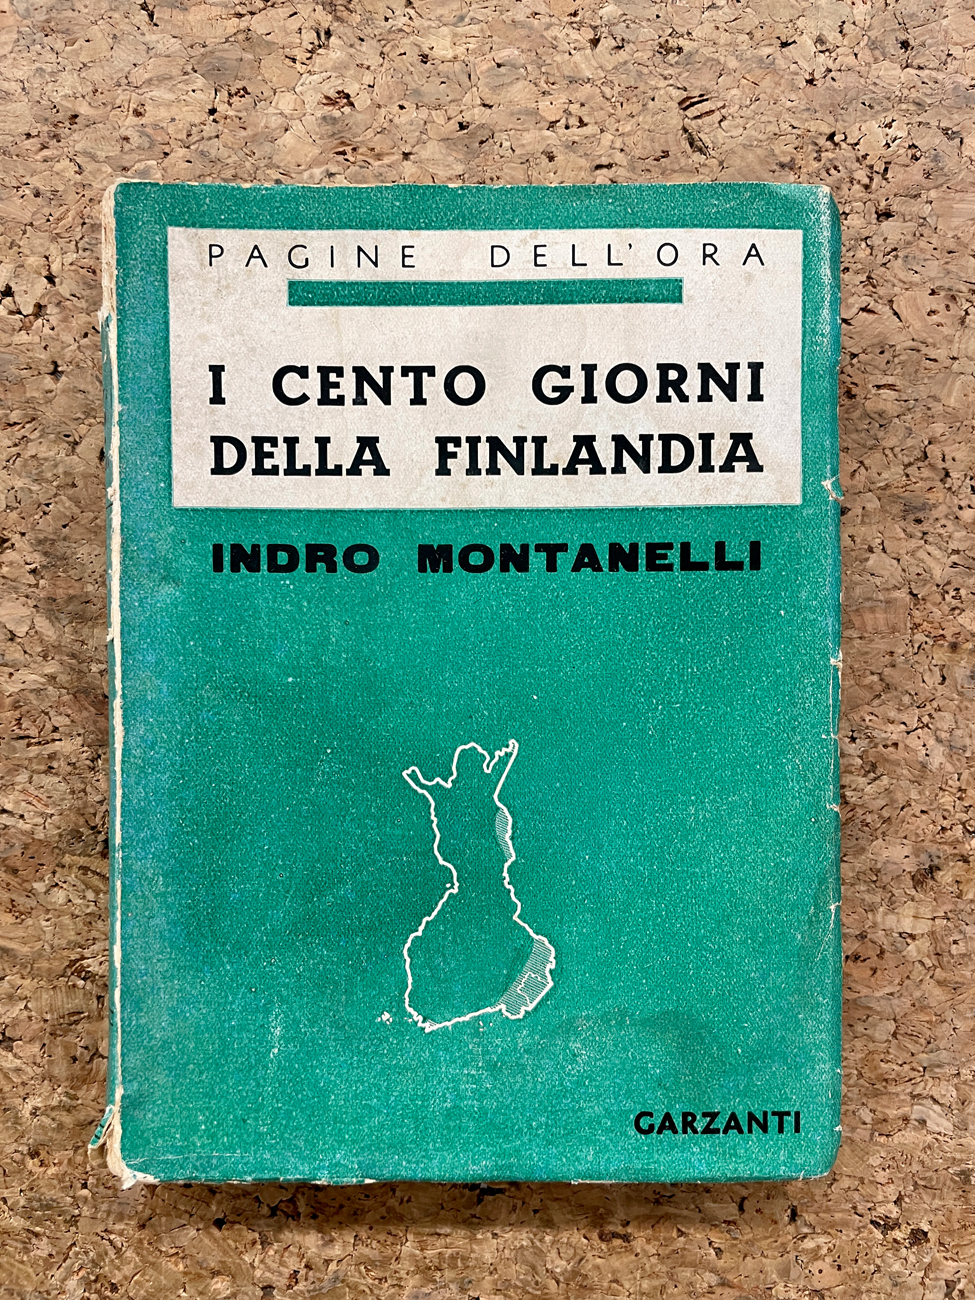 PAGINE DELL'ORA
I CENTO GIORNI
DELLA FINLANDIA
INDRO MONTANELLI
GARZANTI